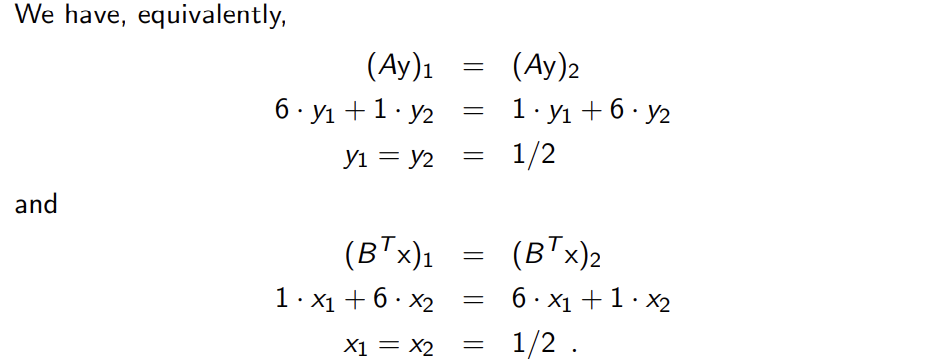 We have, equivalently,
(Ay)₁ = (Ay)₂
6 · y₁ + 1 · y₂ = 1 · y₁ + 6 · y₂
y₁ = y₂ = 1/2
and
(Bᵀx)₁ = (Bᵀx)₂
1 · x₁ + 6 · x₂ = 6 · x₁ + 1 · x₂
x₁ = x₂ = 1/2 .